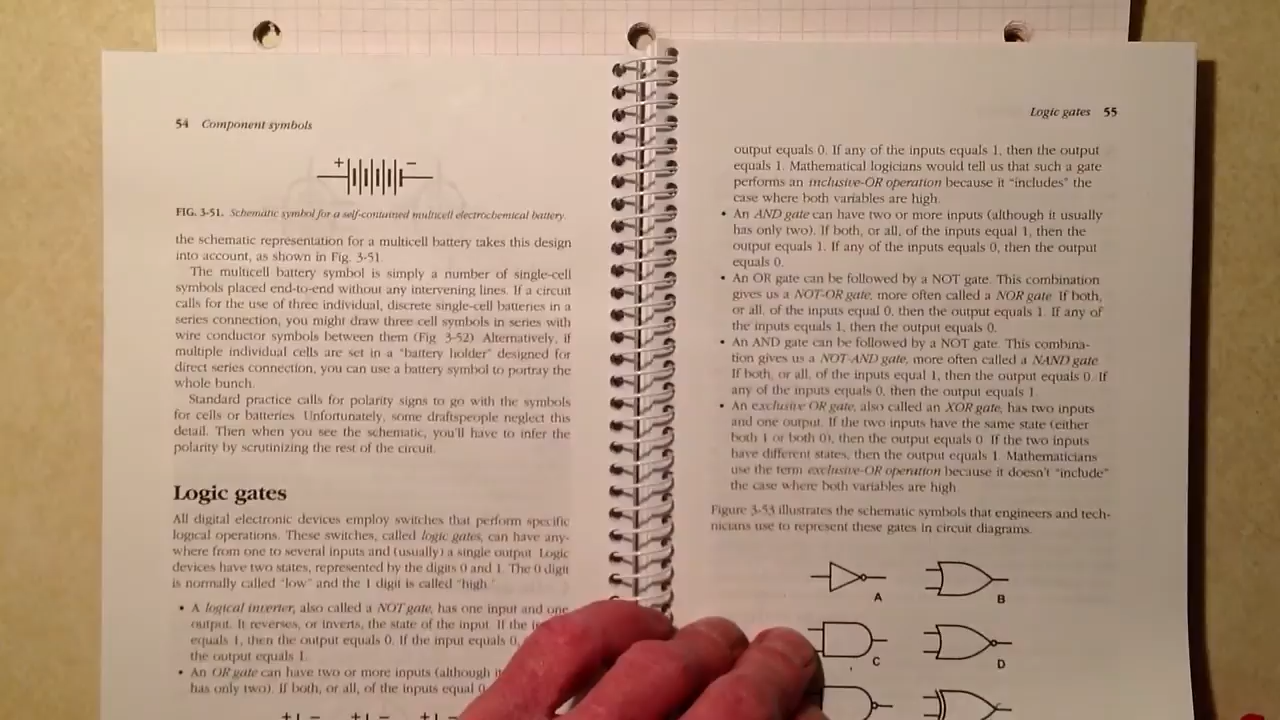 54 Component symbols
+ −
FIG. 3-51. Schematic symbol for a self-contained multicell electrochemical battery.
the schematic representation for a multicell battery takes this design
into account, as shown in Fig. 3-51
The multicell battery symbol is simply a number of single-cell
symbols placed end-to-end without any intervening lines. If a circuit
calls for the use of three individual, discrete single-cell batteries in a
series connection, you might draw three cell symbols in series with
wire conductor symbols between them (Fig 3-52) Alternatively, if
multiple individual cells are set in a "battery holder" designed for
direct series connection, you can use a battery symbol to portray the
whole bunch.
Standard practice calls for polarity signs to go with the symbols
for cells or batteries. Unfortunately, some draftspeople neglect this
detail. Then when you see the schematic, you'll have to infer the
polarity by scrutinizing the rest of the circuit.
Logic gates
All digital electronic devices employ switches that perform specific
logical operations. These switches, called logic gates, can have any-
where from one to several inputs and (usually) a single output. Logic
devices have two states, represented by the digits 0 and 1. The 0 digit
is normally called "low" and the 1 digit is called "high."
• A logical inverter, also called a NOT gate, has one input and one
output. It reverses, or inverts, the state of the input. If the
equals 1, then the output equals 0. If the input equals 0,
the output equals 1.
• An OR gate can have two or more inputs (although it
has only two). If both, or all, of the inputs equal 0
+ − + − + −
Logic gates 55
output equals 0. If any of the inputs equals 1, then the output
equals 1. Mathematical logicians would tell us that such a gate
performs an inclusive-OR operation because it "includes" the
case where both variables are high.
• An AND gate can have two or more inputs (although it usually
has only two). If both, or all, of the inputs equal 1, then the
output equals 1. If any of the inputs equals 0, then the output
equals 0.
• An OR gate can be followed by a NOT gate. This combination
gives us a NOT-OR gate, more often called a NOR gate If both,
or all, of the inputs equal 0, then the output equals 1. If any of
the inputs equals 1, then the output equals 0.
• An AND gate can be followed by a NOT gate. This combina-
tion gives us a NOT-AND gate, more often called a NAND gate
If both, or all, of the inputs equal 1, then the output equals 0. If
any of the inputs equals 0, then the output equals 1
• An exclusive OR gate, also called an XOR gate, has two inputs
and one output. If the two inputs have the same state (either
both 1 or both 0), then the output equals 0 If the two inputs
have different states, then the output equals 1 Mathematicians
use the term exclusive-OR operation because it doesn't "include"
the case where both variables are high
Figure 3-53 illustrates the schematic symbols that engineers and tech-
nicians use to represent these gates in circuit diagrams.
A B
C D